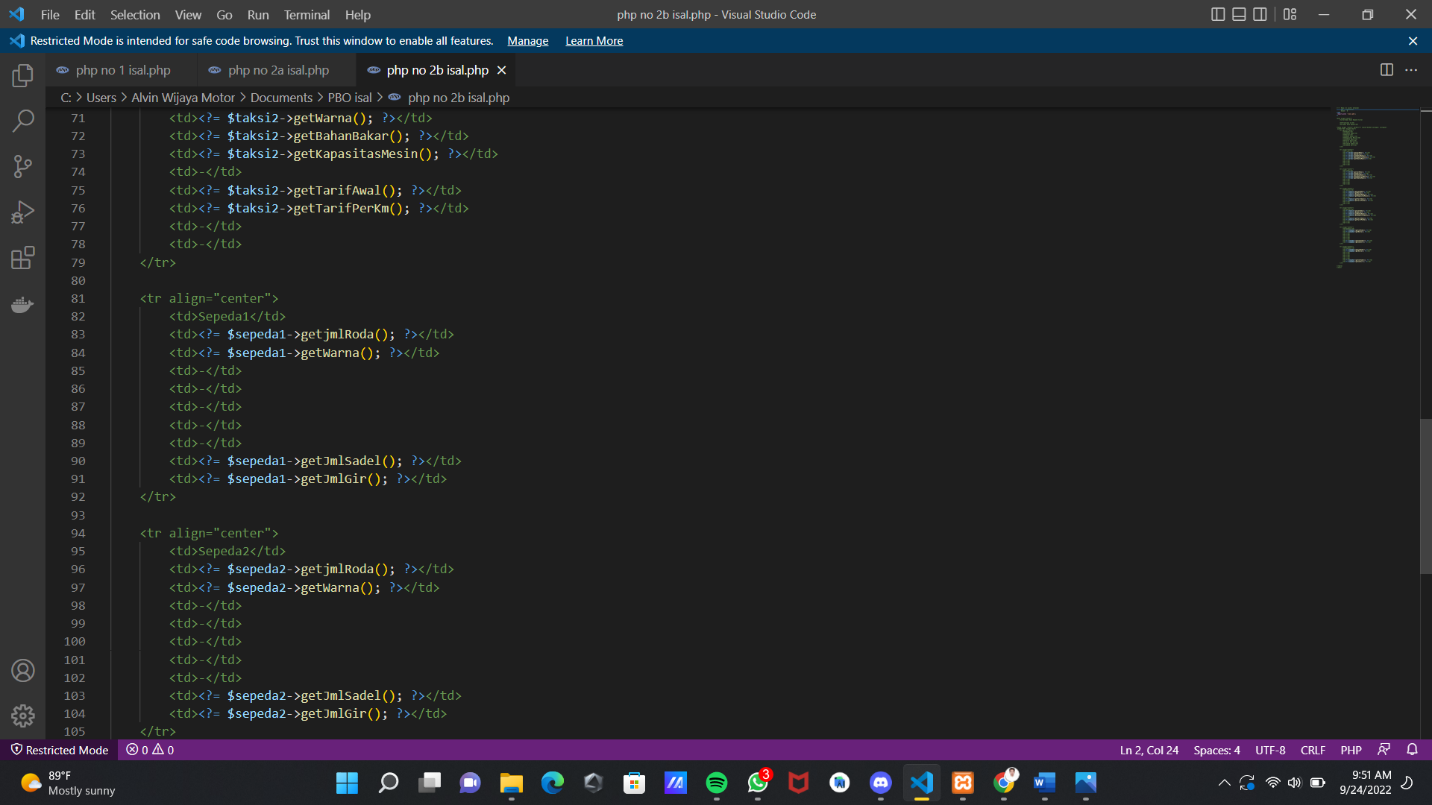 File Edit Selection View Go Run Terminal Help php no 2b isal.php - Visual Studio Code
Restricted Mode is intended for safe code browsing. Trust this window to enable all features. Manage Learn More
php no 1 isal.php php no 2a isal.php php no 2b isal.php
C: > Users > Alvin Wijaya Motor > Documents > PBO isal > php no 2b isal.php
71 <td><?= $taksi2->getWarna(); ?></td>
72 <td><?= $taksi2->getBahanBakar(); ?></td>
73 <td><?= $taksi2->getKapasitasMesin(); ?></td>
74 <td>-</td>
75 <td><?= $taksi2->getTarifAwal(); ?></td>
76 <td><?= $taksi2->getTarifPerKm(); ?></td>
77 <td>-</td>
78 <td>-</td>
79 </tr>
80
81 <tr align="center">
82 <td>Sepeda1</td>
83 <td><?= $sepeda1->getjmlRoda(); ?></td>
84 <td><?= $sepeda1->getWarna(); ?></td>
85 <td>-</td>
86 <td>-</td>
87 <td>-</td>
88 <td>-</td>
89 <td>-</td>
90 <td><?= $sepeda1->getJmlSadel(); ?></td>
91 <td><?= $sepeda1->getJmlGir(); ?></td>
92 </tr>
93
94 <tr align="center">
95 <td>Sepeda2</td>
96 <td><?= $sepeda2->getjmlRoda(); ?></td>
97 <td><?= $sepeda2->getWarna(); ?></td>
98 <td>-</td>
99 <td>-</td>
100 <td>-</td>
101 <td>-</td>
102 <td>-</td>
103 <td><?= $sepeda2->getJmlSadel(); ?></td>
104 <td><?= $sepeda2->getJmlGir(); ?></td>
105 </tr>
Restricted Mode 0 0 Ln 2, Col 24 Spaces: 4 UTF-8 CRLF PHP
89°F
Mostly sunny
3
9:51 AM
9/24/2022